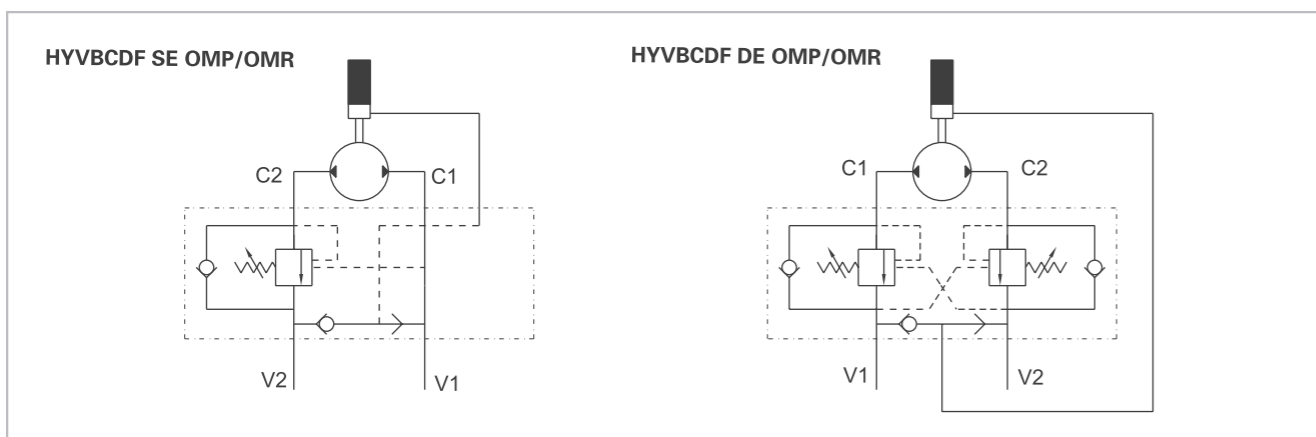 HYVBCDF SE OMP/OMR
C2
C1
V2
V1
HYVBCDF DE OMP/OMR
C1
C2
V1
V2